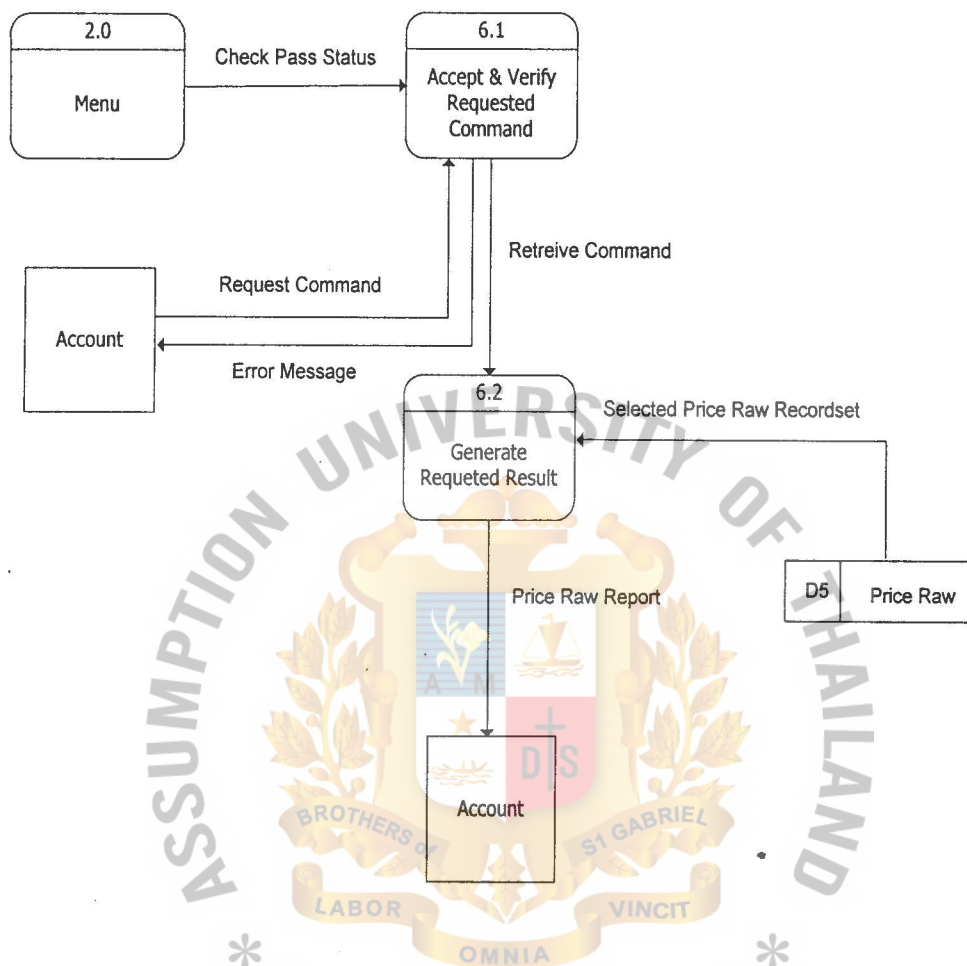 2.0
Menu
Check Pass Status
6.1
Accept & Verify
Requested
Command
Retreive Command
Request Command
Account
Error Message
6.2
Generate
Requeted Result
Selected Price Raw Recordset
D5
Price Raw
Price Raw Report
Account
ASSUMPTION UNIVERSITY OF THAILAND
A M
D S
BROTHERS of
S1 GABRIEL
LABOR
VINCIT
OMNIA